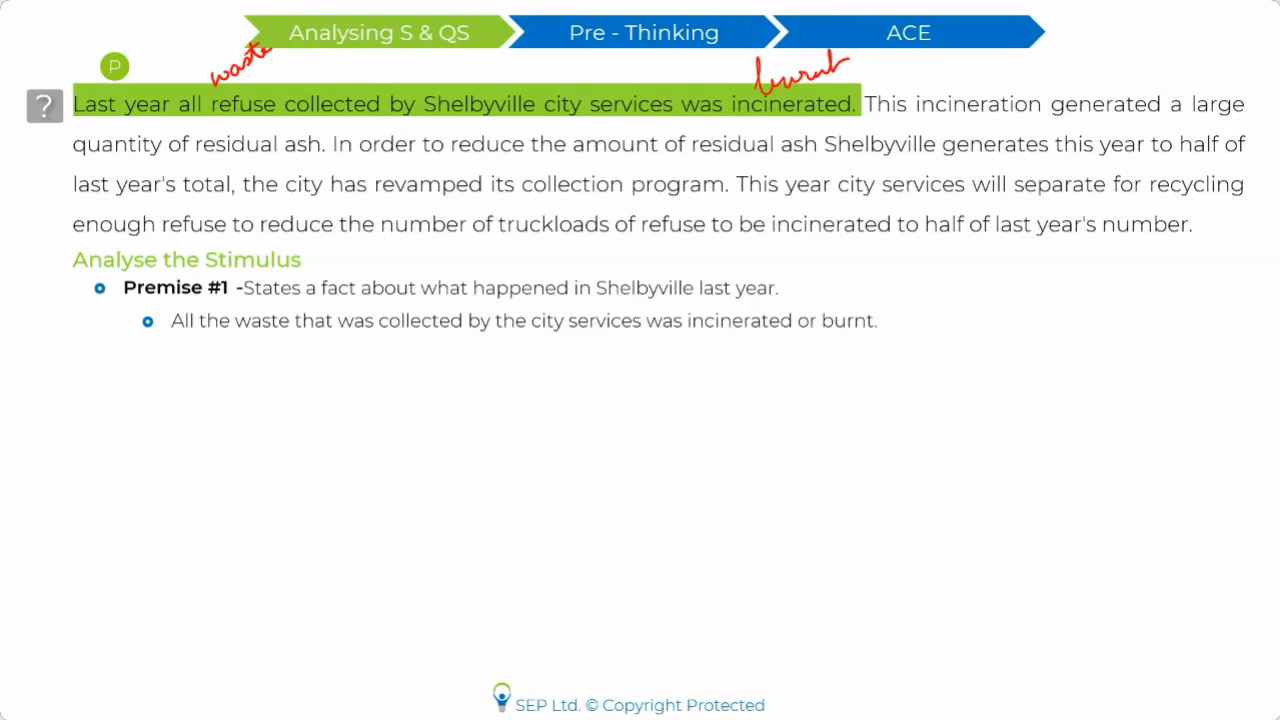 Analysing S & QS
Pre - Thinking
ACE
P
waste
burnt
?
Last year all refuse collected by Shelbyville city services was incinerated. This incineration generated a large
quantity of residual ash. In order to reduce the amount of residual ash Shelbyville generates this year to half of
last year's total, the city has revamped its collection program. This year city services will separate for recycling
enough refuse to reduce the number of truckloads of refuse to be incinerated to half of last year's number.
Analyse the Stimulus
Premise #1 -States a fact about what happened in Shelbyville last year.
All the waste that was collected by the city services was incinerated or burnt.
SEP Ltd. © Copyright Protected